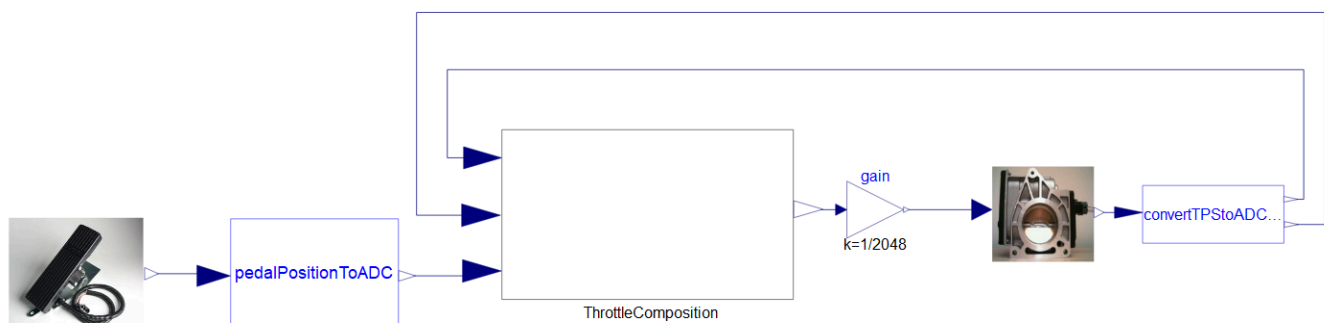 gain
k=1/2048
convertTPStoADC...
pedalPositionToADC
ThrottleComposition